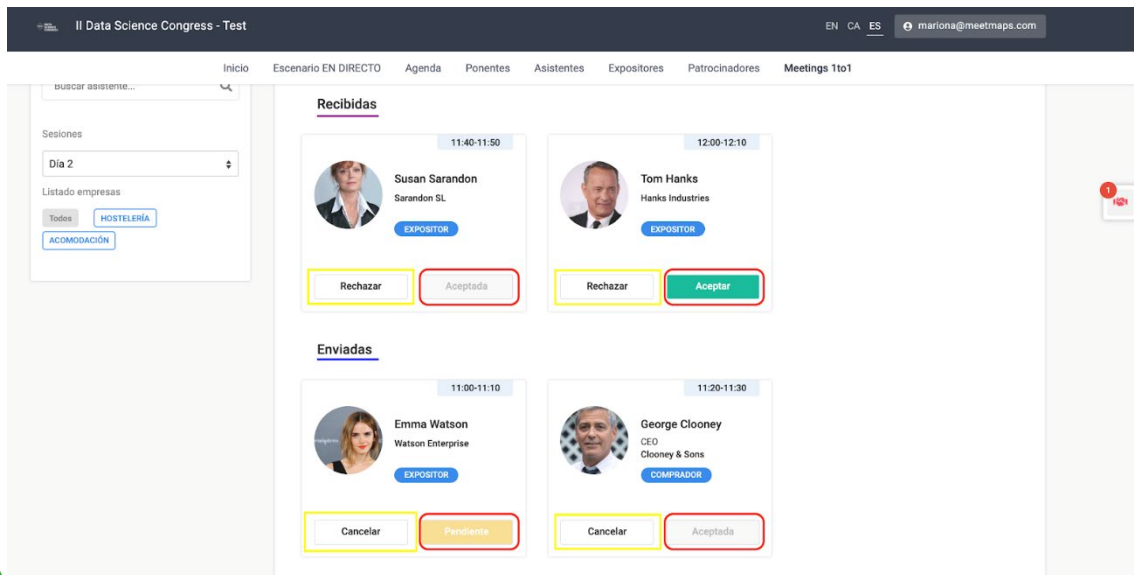 II Data Science Congress - Test
EN CA ES mariona@meetmaps.com
Inicio Escenario EN DIRECTO Agenda Ponentes Asistentes Expositores Patrocinadores Meetings 1to1
Buscar asistente...
Sesiones
Día 2
Listado empresas
Todos HOSTELERÍA
ACOMODACIÓN
Recibidas
11:40-11:50
Susan Sarandon
Sarandon SL
EXPOSITOR
Rechazar Aceptada
12:00-12:10
Tom Hanks
Hanks Industries
EXPOSITOR
Rechazar Aceptar
1
Enviadas
11:00-11:10
Emma Watson
Watson Enterprise
EXPOSITOR
Cancelar Pendiente
11:20-11:30
George Clooney
CEO
Clooney & Sons
COMPRADOR
Cancelar Aceptada